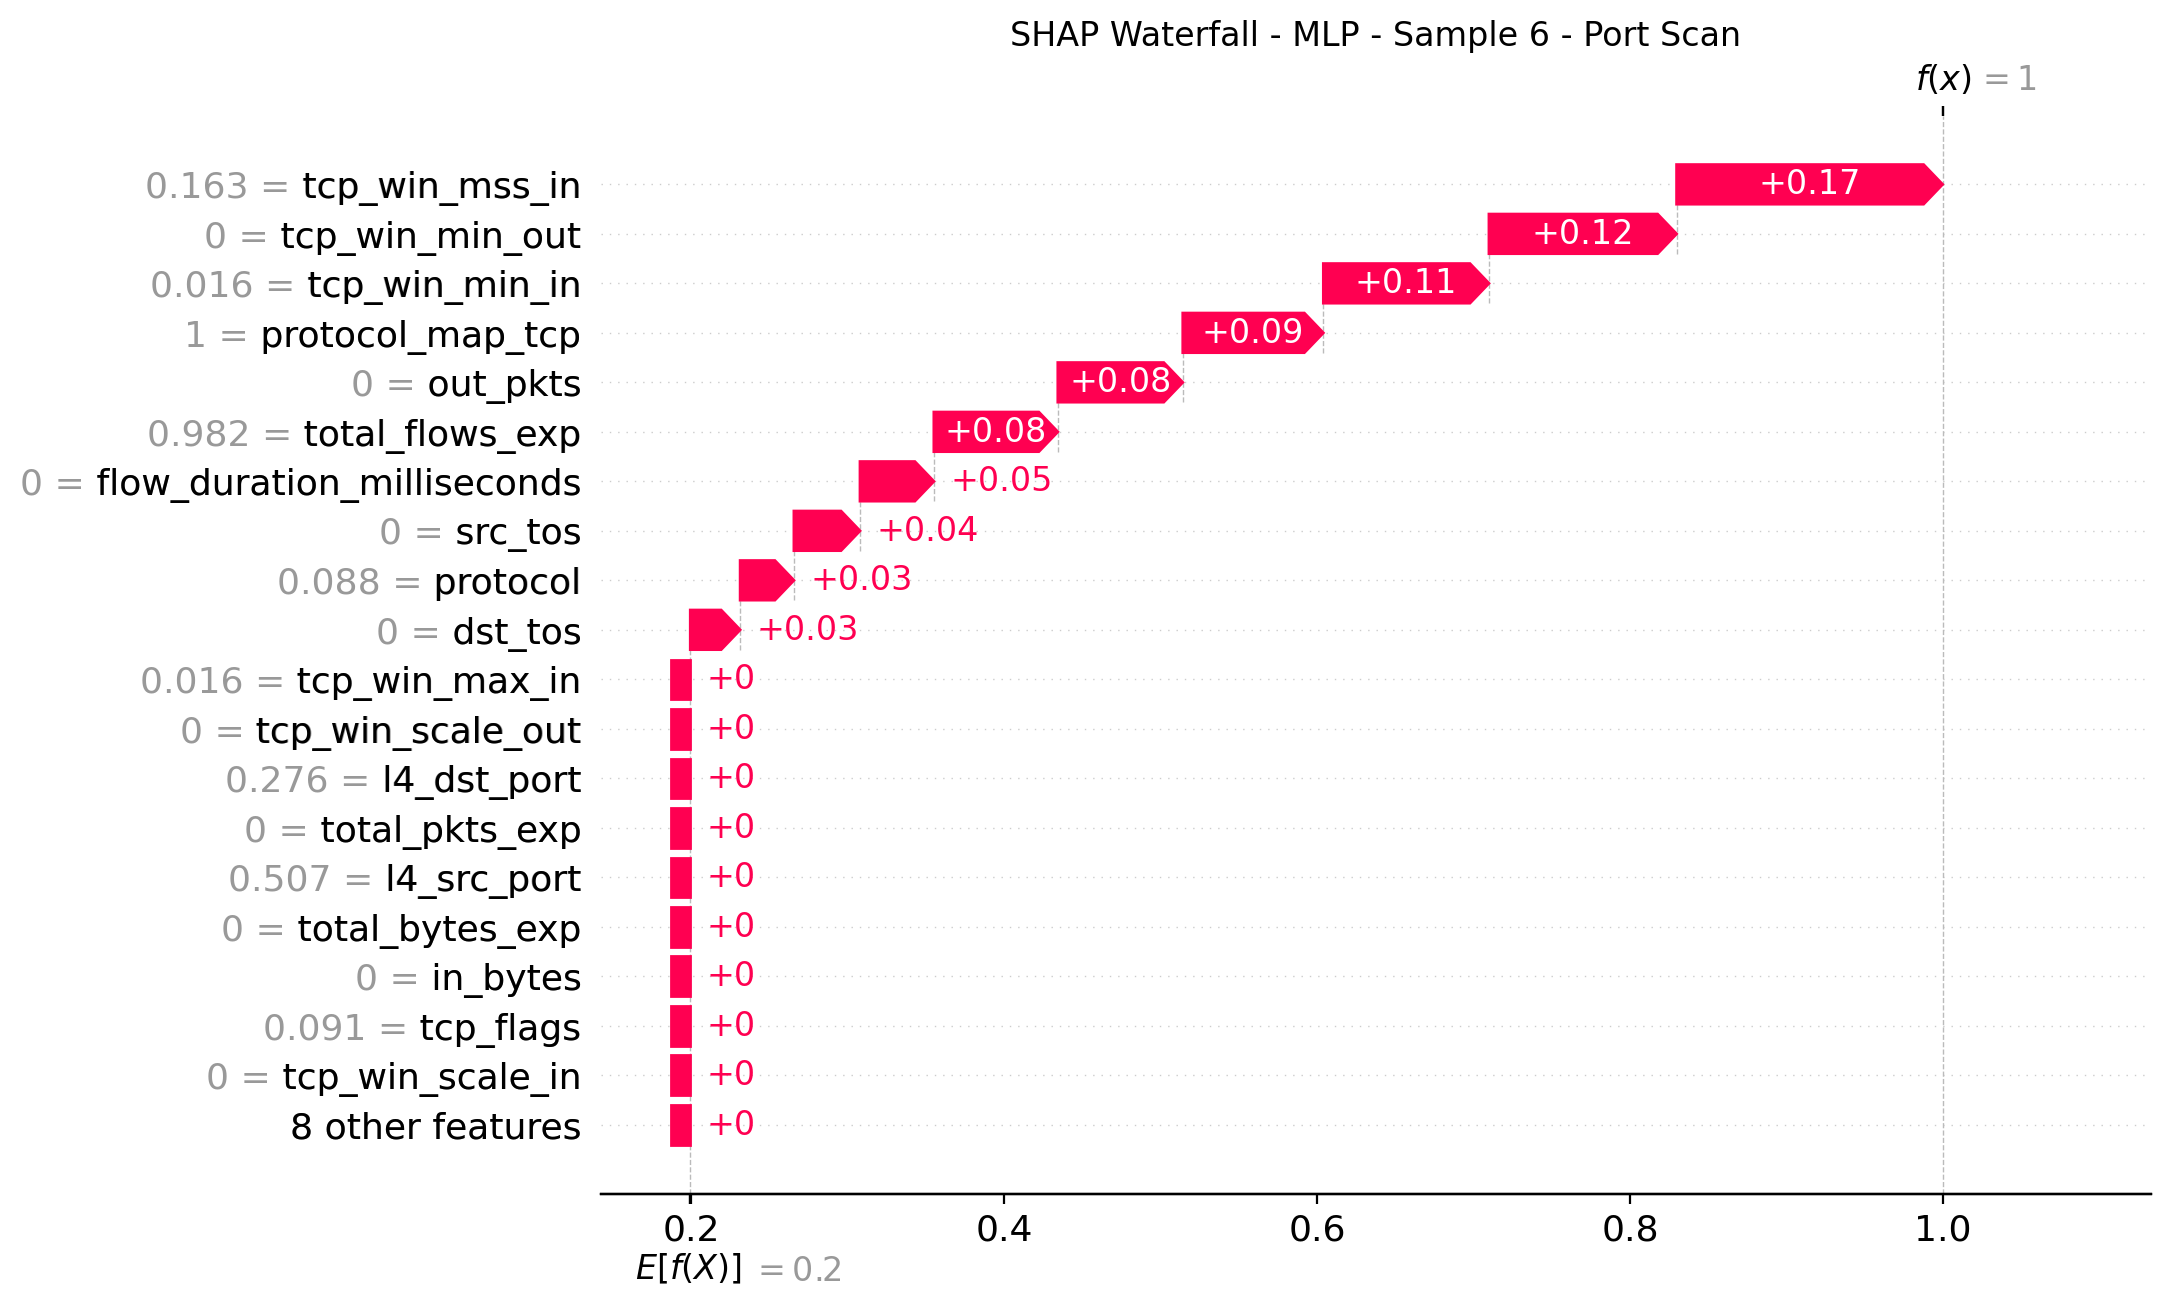 SHAP Waterfall - MLP - Sample 6 - Port Scan
f(x) = 1
0.163 = tcp_win_mss_in +0.17
0 = tcp_win_min_out +0.12
0.016 = tcp_win_min_in +0.11
1 = protocol_map_tcp +0.09
0 = out_pkts +0.08
0.982 = total_flows_exp +0.08
0 = flow_duration_milliseconds +0.05
0 = src_tos +0.04
0.088 = protocol +0.03
0 = dst_tos +0.03
0.016 = tcp_win_max_in +0
0 = tcp_win_scale_out +0
0.276 = l4_dst_port +0
0 = total_pkts_exp +0
0.507 = l4_src_port +0
0 = total_bytes_exp +0
0 = in_bytes +0
0.091 = tcp_flags +0
0 = tcp_win_scale_in +0
8 other features +0
0.2 0.4 0.6 0.8 1.0
E[f(X)] = 0.2